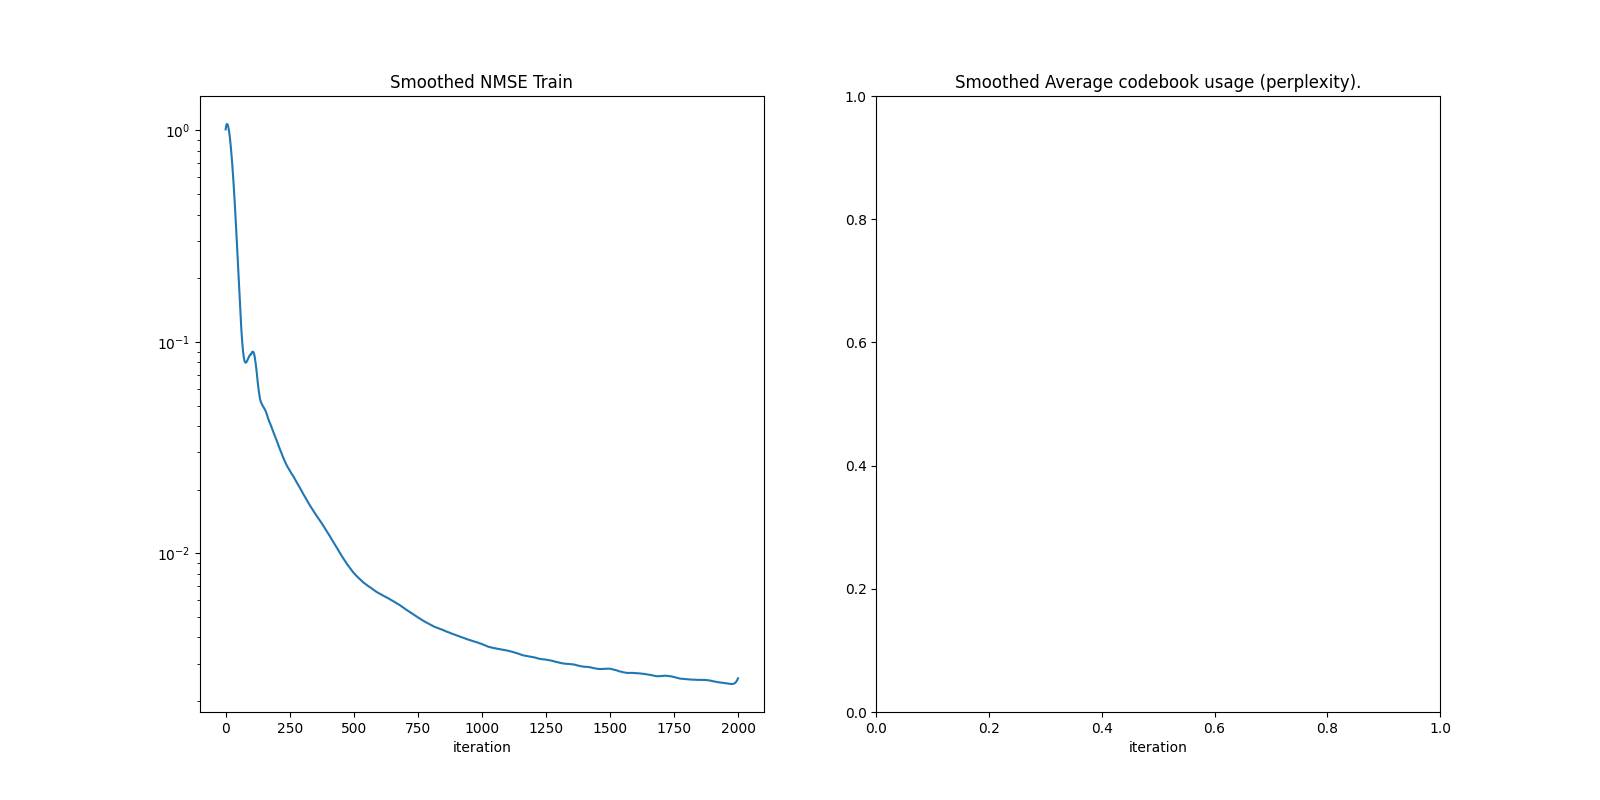 Smoothed NMSE Train
10⁰
10⁻¹
10⁻²
0 250 500 750 1000 1250 1500 1750 2000
iteration
Smoothed Average codebook usage (perplexity).
1.0
0.8
0.6
0.4
0.2
0.0
0.0 0.2 0.4 0.6 0.8 1.0
iteration